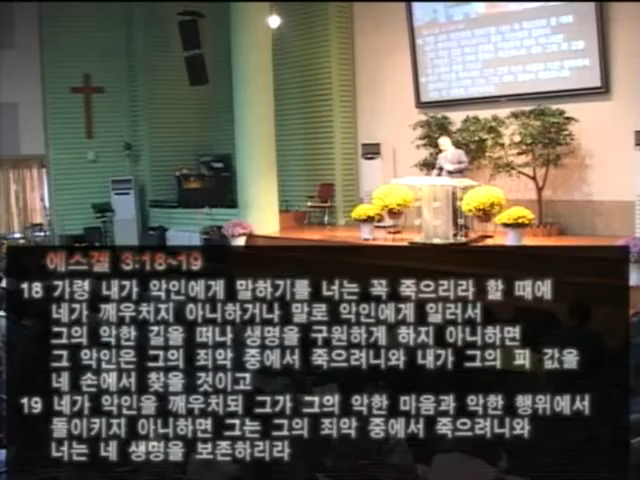 에스겔 3:18~19
18 가령 내가 악인에게 말하기를 너는 꼭 죽으리라 할 때에
네가 깨우치지 아니하거나 말로 악인에게 일러서
그의 악한 길을 떠나 생명을 구원하게 하지 아니하면
그 악인은 그의 죄악 중에서 죽으려니와 내가 그의 피 값을
네 손에서 찾을 것이고
19 네가 악인을 깨우치되 그가 그의 악한 마음과 악한 행위에서
돌이키지 아니하면 그는 그의 죄악 중에서 죽으려니와
너는 네 생명을 보존하리라